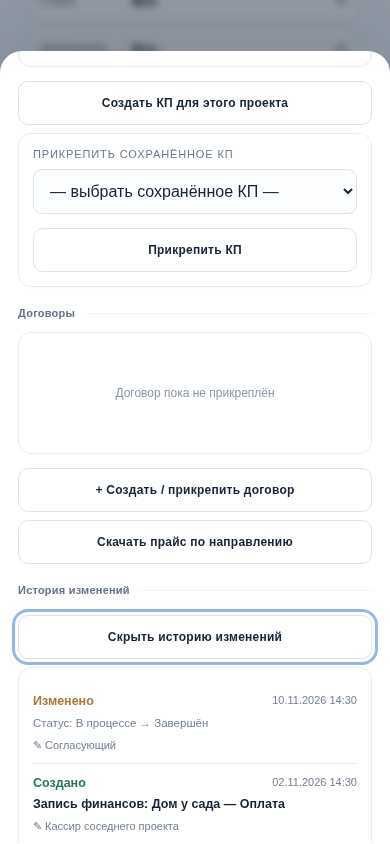 Создать КП для этого проекта
ПРИКРЕПИТЬ СОХРАНЁННОЕ КП
— выбрать сохранённое КП —
Прикрепить КП
Договоры
Договор пока не прикреплён
+ Создать / прикрепить договор
Скачать прайс по направлению
История изменений
Скрыть историю изменений
Изменено 10.11.2026 14:30
Статус: В процессе → Завершён
✎ Согласующий
Создано 02.11.2026 14:30
Запись финансов: Дом у сада — Оплата
✎ Кассир соседнего проекта